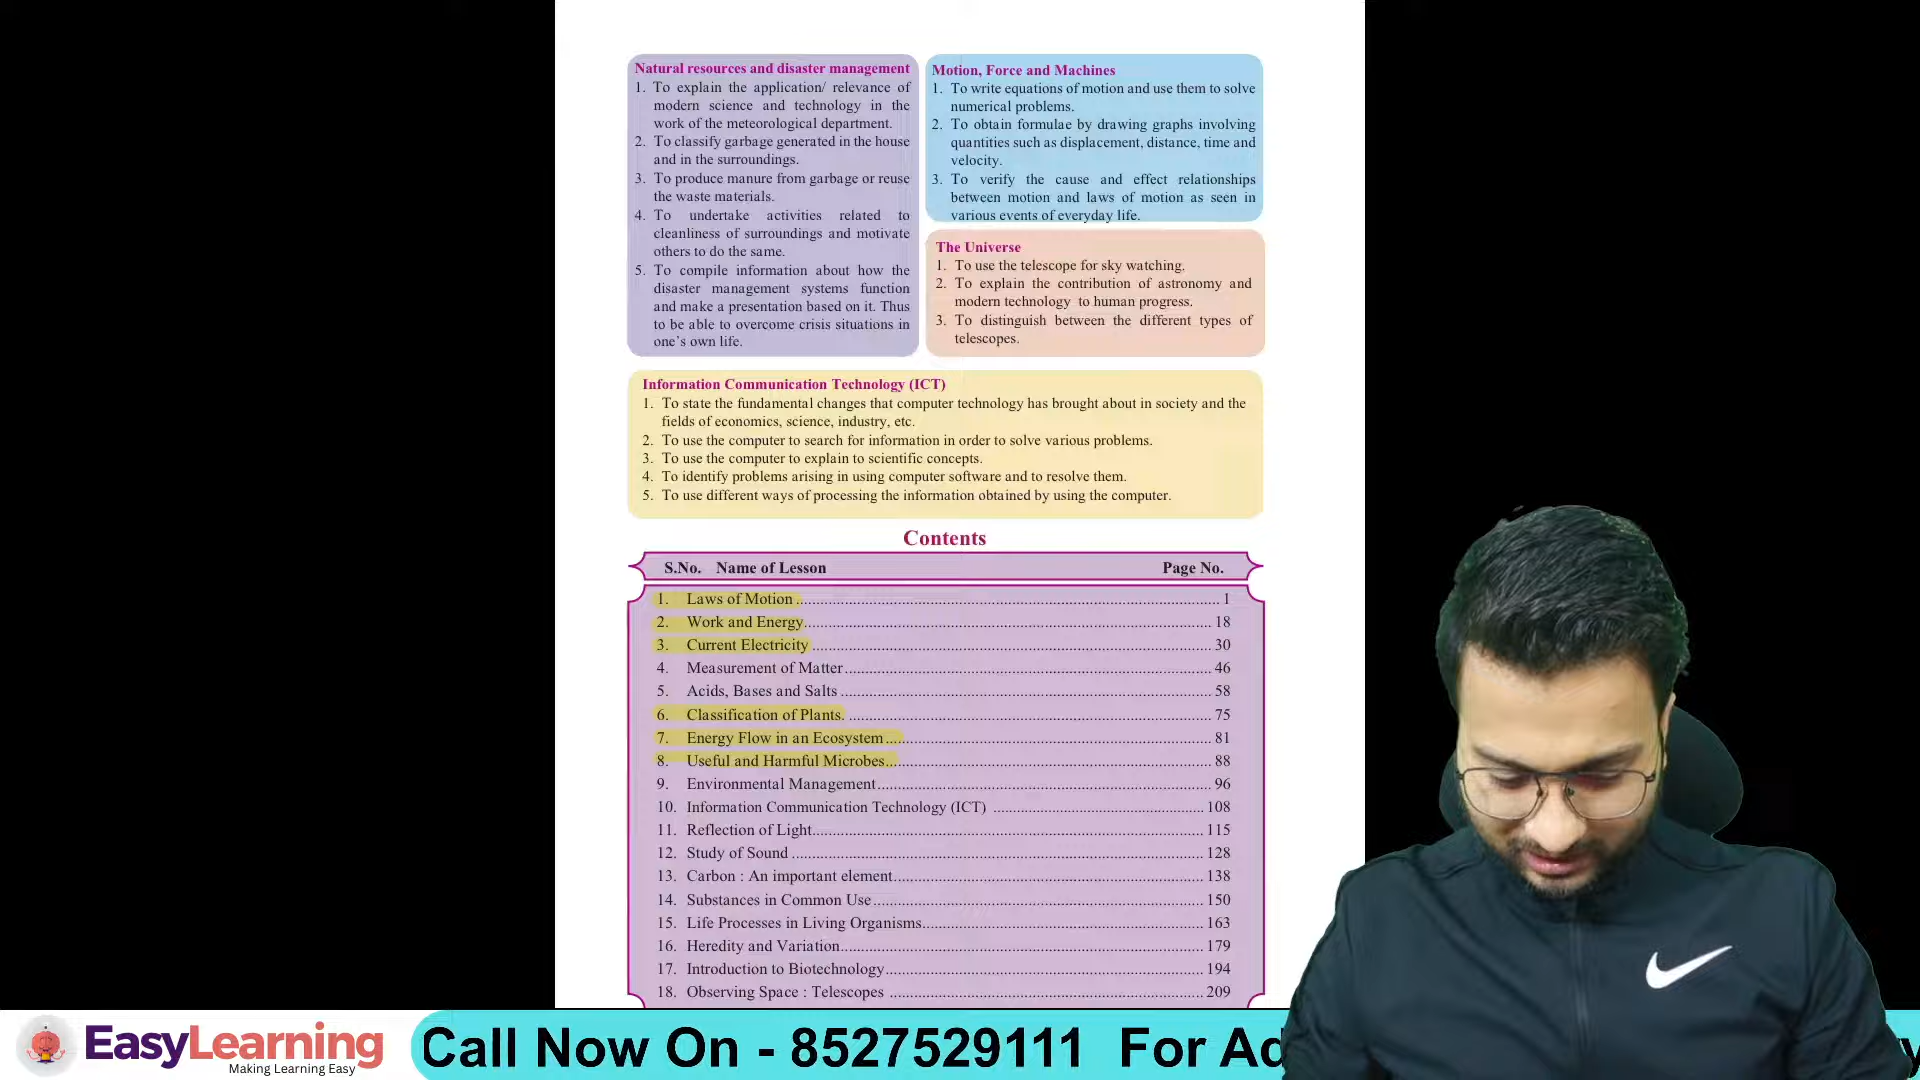 Natural resources and disaster management
1. To explain the application/ relevance of
modern science and technology in the
work of the meteorological department.
2. To classify garbage generated in the house
and in the surroundings.
3. To produce manure from garbage or reuse
the waste materials.
4. To undertake activities related to
cleanliness of surroundings and motivate
others to do the same.
5. To compile information about how the
disaster management systems function
and make a presentation based on it. Thus
to be able to overcome crisis situations in
one’s own life.
Motion, Force and Machines
1. To write equations of motion and use them to solve
numerical problems.
2. To obtain formulae by drawing graphs involving
quantities such as displacement, distance, time and
velocity.
3. To verify the cause and effect relationships
between motion and laws of motion as seen in
various events of everyday life.
The Universe
1. To use the telescope for sky watching.
2. To explain the contribution of astronomy and
modern technology to human progress.
3. To distinguish between the different types of
telescopes.
Information Communication Technology (ICT)
1. To state the fundamental changes that computer technology has brought about in society and the
fields of economics, science, industry, etc.
2. To use the computer to search for information in order to solve various problems.
3. To use the computer to explain to scientific concepts.
4. To identify problems arising in using computer software and to resolve them.
5. To use different ways of processing the information obtained by using the computer.
Contents
S.No. Name of Lesson Page No.
1. Laws of Motion 1
2. Work and Energy 18
3. Current Electricity 30
4. Measurement of Matter 46
5. Acids, Bases and Salts 58
6. Classification of Plants. 75
7. Energy Flow in an Ecosystem 81
8. Useful and Harmful Microbes 88
9. Environmental Management 96
10. Information Communication Technology (ICT) 108
11. Reflection of Light 115
12. Study of Sound 128
13. Carbon : An important element 138
14. Substances in Common Use 150
15. Life Processes in Living Organisms 163
16. Heredity and Variation 179
17. Introduction to Biotechnology 194
18. Observing Space : Telescopes 209
EasyLearning
Making Learning Easy
Call Now On - 8527529111 For Ad